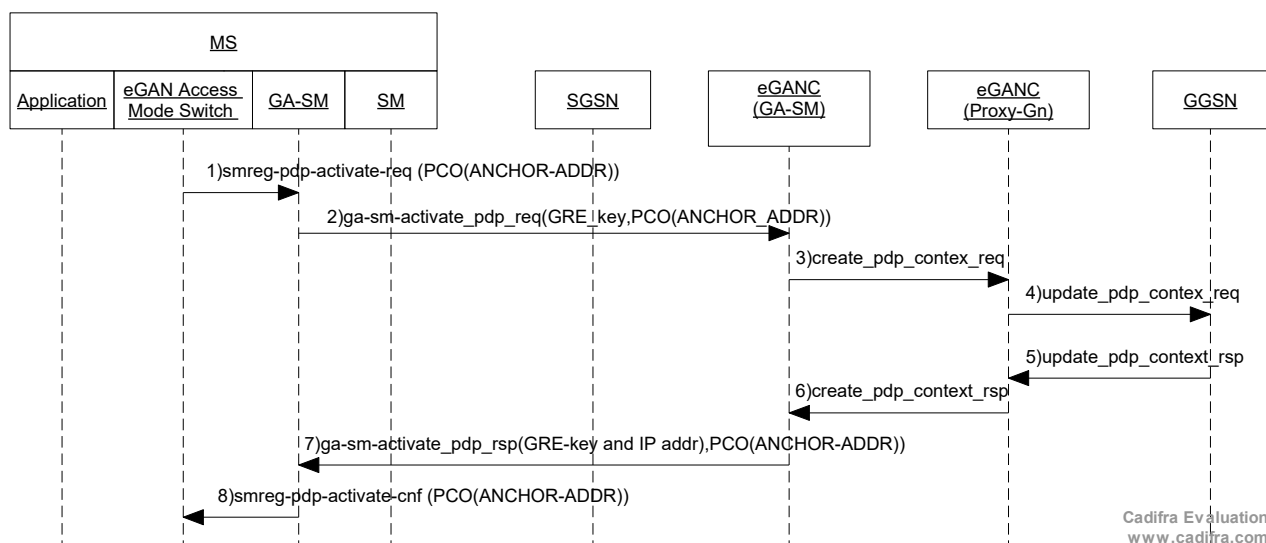 MS
Application
eGAN Access
Mode Switch
GA-SM
SM
SGSN
eGANC
(GA-SM)
eGANC
(Proxy-Gn)
GGSN
1)smreg-pdp-activate-req (PCO(ANCHOR-ADDR))
2)ga-sm-activate_pdp_req(GRE_key,PCO(ANCHOR_ADDR))
3)create_pdp_contex_req
4)update_pdp_contex_req
5)update_pdp_context_rsp
6)create_pdp_context_rsp
7)ga-sm-activate_pdp_rsp(GRE-key and IP addr),PCO(ANCHOR-ADDR))
8)smreg-pdp-activate-cnf (PCO(ANCHOR-ADDR))
Cadifra Evaluation
www.cadifra.com